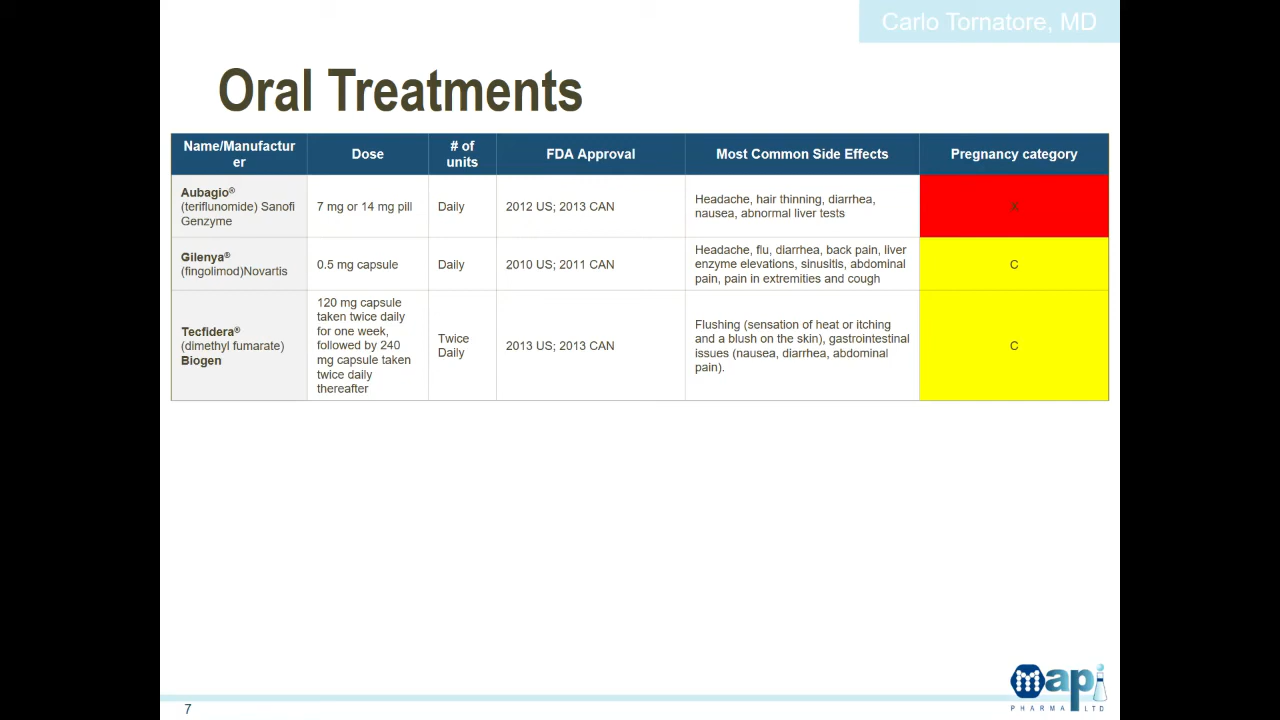 Carlo Tornatore, MD
Oral Treatments
Name/Manufactur
er
Dose
# of
units
FDA Approval
Most Common Side Effects
Pregnancy category
Aubagio®
(teriflunomide) Sanofi
Genzyme
7 mg or 14 mg pill
Daily
2012 US; 2013 CAN
Headache, hair thinning, diarrhea,
nausea, abnormal liver tests
X
Gilenya®
(fingolimod)Novartis
0.5 mg capsule
Daily
2010 US; 2011 CAN
Headache, flu, diarrhea, back pain, liver
enzyme elevations, sinusitis, abdominal
pain, pain in extremities and cough
C
Tecfidera®
(dimethyl fumarate)
Biogen
120 mg capsule
taken twice daily
for one week,
followed by 240
mg capsule taken
twice daily
thereafter
Twice
Daily
2013 US; 2013 CAN
Flushing (sensation of heat or itching
and a blush on the skin), gastrointestinal
issues (nausea, diarrhea, abdominal
pain).
C
mapi
PHARMA LTD
7